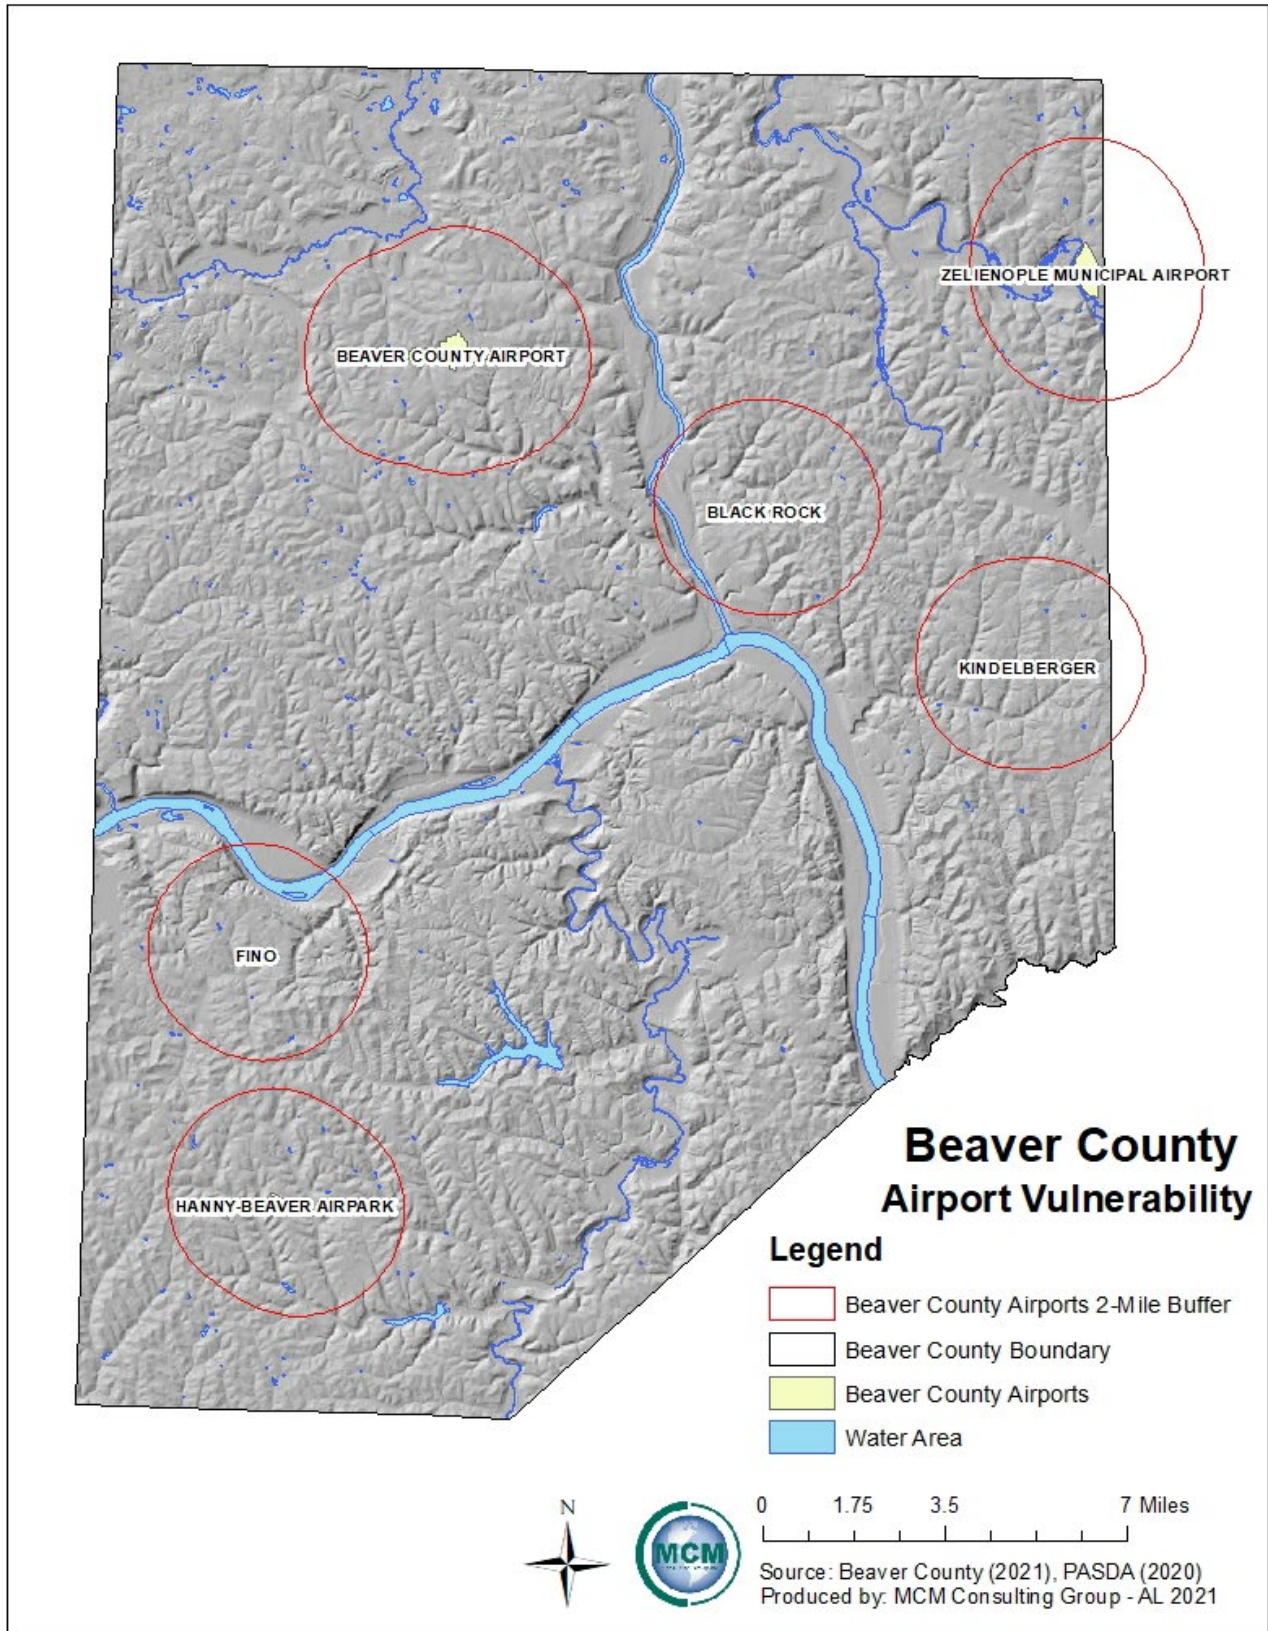 ZELIENOPLE MUNICIPAL AIRPORT
BEAVER COUNTY AIRPORT
BLACK ROCK
KINDELBERGER
FINO
HANNY-BEAVER AIRPARK
Beaver County
Airport Vulnerability
Legend
Beaver County Airports 2-Mile Buffer
Beaver County Boundary
Beaver County Airports
Water Area
N
MCM
0 1.75 3.5 7 Miles
Source: Beaver County (2021), PASDA (2020)
Produced by: MCM Consulting Group - AL 2021